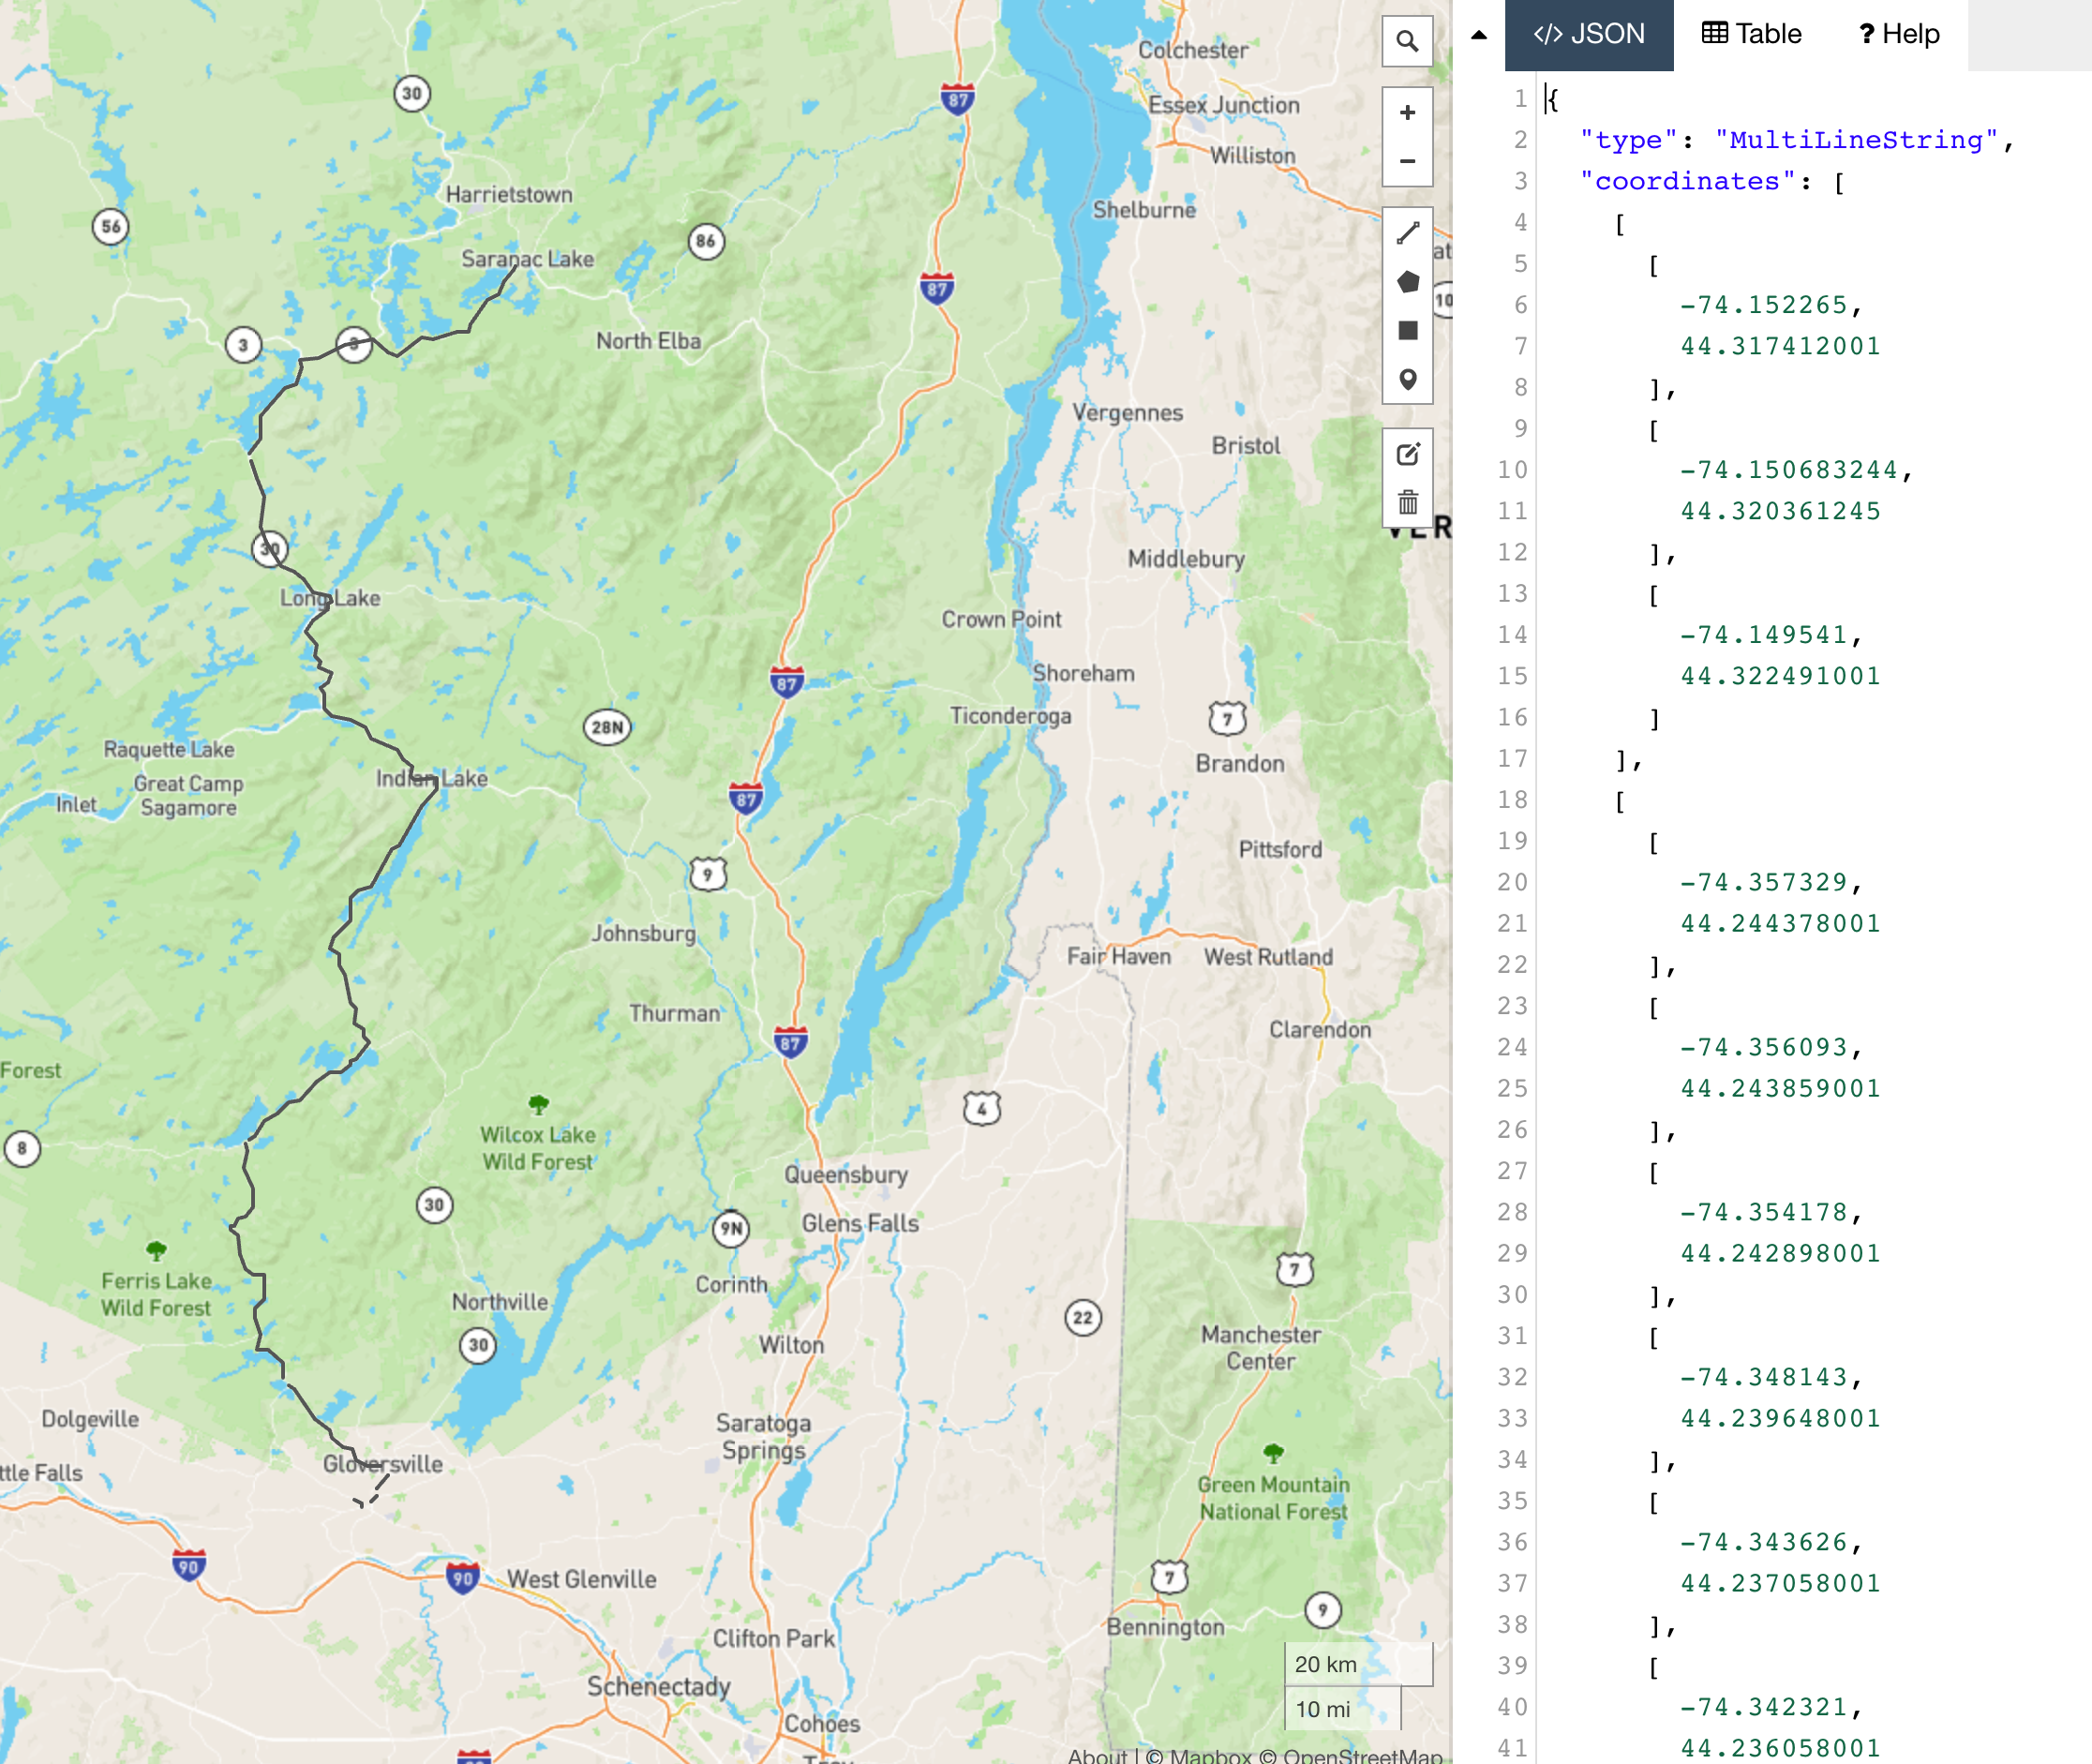 JSON
Table
? Help
Colchester
30
87
Essex Junction
Williston
Harrietstown
Shelburne
56
86
Saranac Lake
87
10
3
3
North Elba
Vergennes
Bristol
30
VER
Middlebury
Long Lake
Crown Point
Shoreham
87
Ticonderoga
28N
7
Raquette Lake
Great Camp
Sagamore
Indian Lake
Inlet
87
Brandon
9
Pittsford
Johnsburg
Fair Haven
West Rutland
Thurman
Clarendon
87
Forest
4
Wilcox Lake
Wild Forest
8
Queensbury
30
9N
Glens Falls
Ferris Lake
Wild Forest
7
Corinth
Northville
22
30
Wilton
Manchester
Center
Dolgeville
Saratoga
Springs
Gloversville
ttle Falls
Green Mountain
National Forest
90
90
West Glenville
7
9
Bennington
Clifton Park
20 km
Schenectady
10 mi
Cohoes
About | © Mapbox © OpenStreetMap
1 {
2 "type": "MultiLineString",
3 "coordinates": [
4 [
5 [
6 -74.152265,
7 44.317412001
8 ],
9 [
10 -74.150683244,
11 44.320361245
12 ],
13 [
14 -74.149541,
15 44.322491001
16 ]
17 ],
18 [
19 [
20 -74.357329,
21 44.244378001
22 ],
23 [
24 -74.356093,
25 44.243859001
26 ],
27 [
28 -74.354178,
29 44.242898001
30 ],
31 [
32 -74.348143,
33 44.239648001
34 ],
35 [
36 -74.343626,
37 44.237058001
38 ],
39 [
40 -74.342321,
41 44.236058001